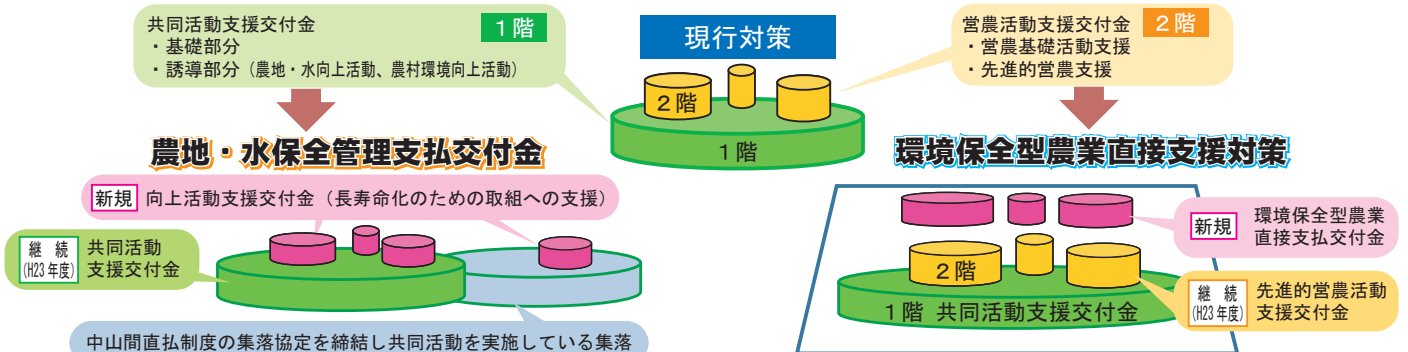 共同活動支援交付金
1階
・基礎部分
・誘導部分（農地・水向上活動、農村環境向上活動）
現行対策
営農活動支援交付金
2階
・営農基礎活動支援
・先進的営農支援
2階
1階
農地・水保全管理支払交付金
環境保全型農業直接支援対策
新規 向上活動支援交付金（長寿命化のための取組への支援）
継続
(H23年度)
共同活動
支援交付金
中山間直払制度の集落協定を締結し共同活動を実施している集落
新規
環境保全型農業
直接支払交付金
2階
1階 共同活動支援交付金
継続
(H23年度)
先進的営農活動
支援交付金